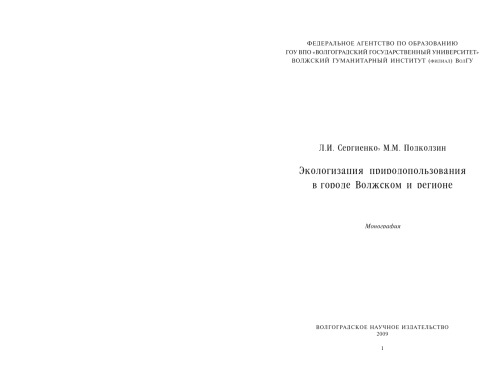 ФЕДЕРАЛЬНОЕ АГЕНТСТВО ПО ОБРАЗОВАНИЮ
ГОУ ВПО «ВОЛГОГРАДСКИЙ ГОСУДАРСТВЕННЫЙ УНИВЕРСИТЕТ»
ВОЛЖСКИЙ ГУМАНИТАРНЫЙ ИНСТИТУТ (ФИЛИАЛ) ВОЛГУ
Л.И. Сергиенко, М.М. Подколзин
Экологизация природопользования
в городе Волжском и регионе
Монография
ВОЛГОГРАДСКОЕ НАУЧНОЕ ИЗДАТЕЛЬСТВО
2009
1